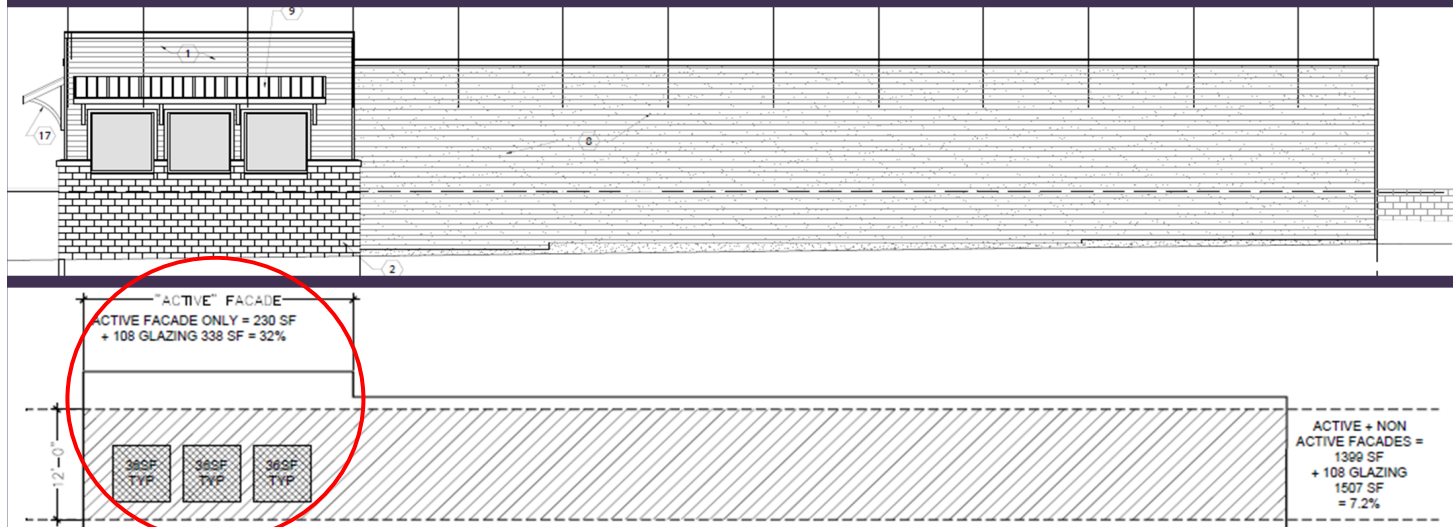 9
1
17
8
2
"ACTIVE" FACADE
ACTIVE FACADE ONLY = 230 SF
+ 108 GLAZING 338 SF = 32%
36SF
TYP
36SF
TYP
36SF
TYP
12'-0"
ACTIVE + NON
ACTIVE FACADES =
1399 SF
+ 108 GLAZING
1507 SF
= 7.2%